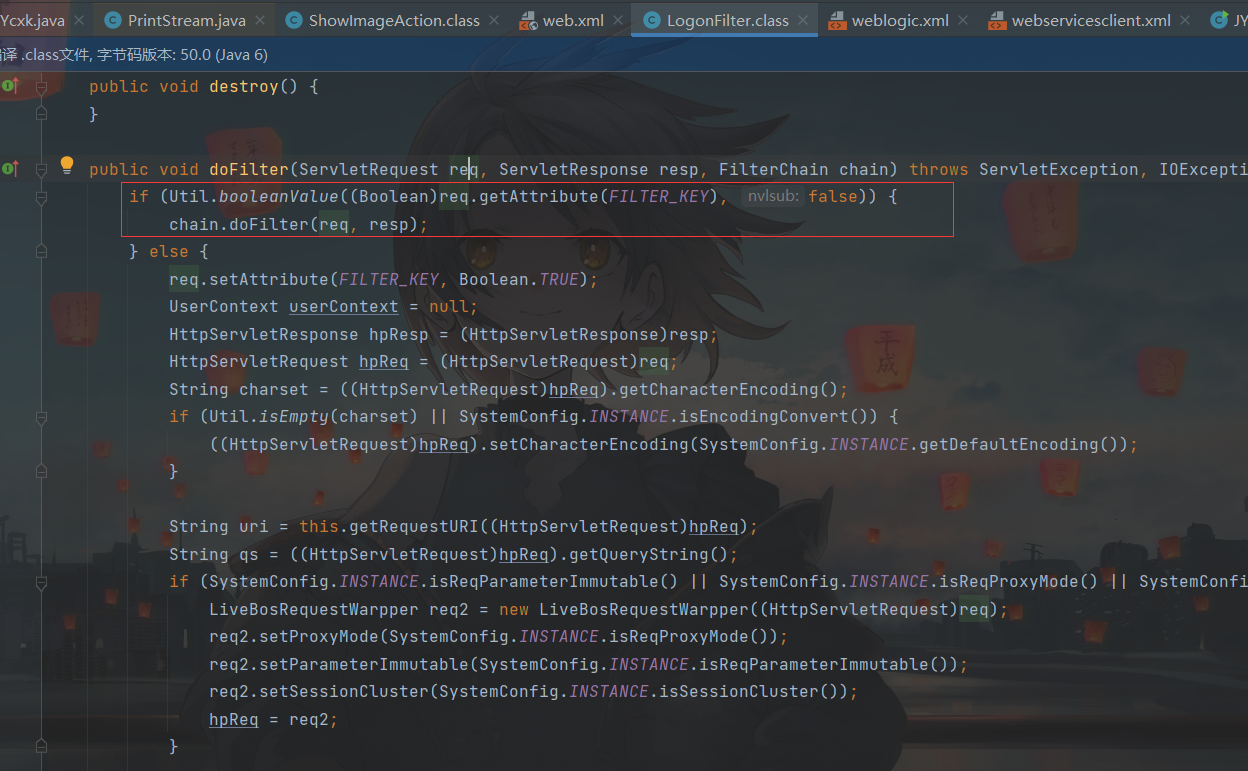 Ycxk.java PrintStream.java ShowImageAction.class web.xml LogonFilter.class weblogic.xml webservicesclient.xml JY
译 .class文件, 字节码版本: 50.0 (Java 6)
public void destroy() {
}
public void doFilter(ServletRequest req, ServletResponse resp, FilterChain chain) throws ServletException, IOExcepti
if (Util.booleanValue((Boolean)req.getAttribute(FILTER_KEY), nvlsub: false)) {
chain.doFilter(req, resp);
} else {
req.setAttribute(FILTER_KEY, Boolean.TRUE);
UserContext userContext = null;
HttpServletResponse hpResp = (HttpServletResponse)resp;
HttpServletRequest hpReq = (HttpServletRequest)req;
String charset = ((HttpServletRequest)hpReq).getCharacterEncoding();
if (Util.isEmpty(charset) || SystemConfig.INSTANCE.isEncodingConvert()) {
((HttpServletRequest)hpReq).setCharacterEncoding(SystemConfig.INSTANCE.getDefaultEncoding());
}
String uri = this.getRequestURI((HttpServletRequest)hpReq);
String qs = ((HttpServletRequest)hpReq).getQueryString();
if (SystemConfig.INSTANCE.isReqParameterImmutable() || SystemConfig.INSTANCE.isReqProxyMode() || SystemConfi
LiveBosRequestWarpper req2 = new LiveBosRequestWarpper((HttpServletRequest)req);
req2.setProxyMode(SystemConfig.INSTANCE.isReqProxyMode());
req2.setParameterImmutable(SystemConfig.INSTANCE.isReqParameterImmutable());
req2.setSessionCluster(SystemConfig.INSTANCE.isSessionCluster());
hpReq = req2;
}
平成